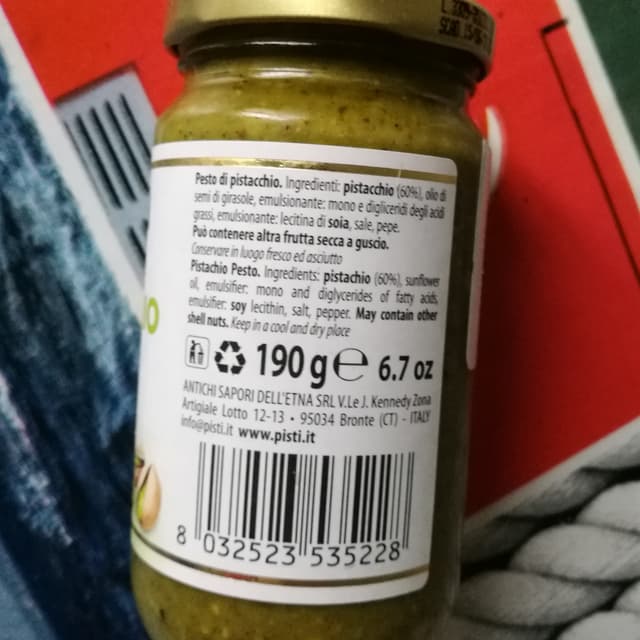 Pesto di pistacchio. Ingredienti: pistacchio (60%), olio di
semi di girasole, emulsionante: mono e digliceridi degli acidi
grassi, emulsionante: lecitina di soia, sale, pepe.
Può contenere altra frutta secca a guscio.
Conservare in luogo fresco ed asciutto
Pistachio Pesto. Ingredients: pistachio (60%), sunflower
oil, emulsifier: mono and diglycerides of fatty acids,
emulsifier: soy lecithin, salt, pepper. May contain other
shell nuts. Keep in a cool and dry place
190 g e 6.7 oz
ANTICHI SAPORI DELL'ETNA SRL V.Le J. Kennedy Zona
Artigiale Lotto 12-13 • 95034 Bronte (CT) - ITALY
info@pisti.it www.pisti.it
8 032523 535228